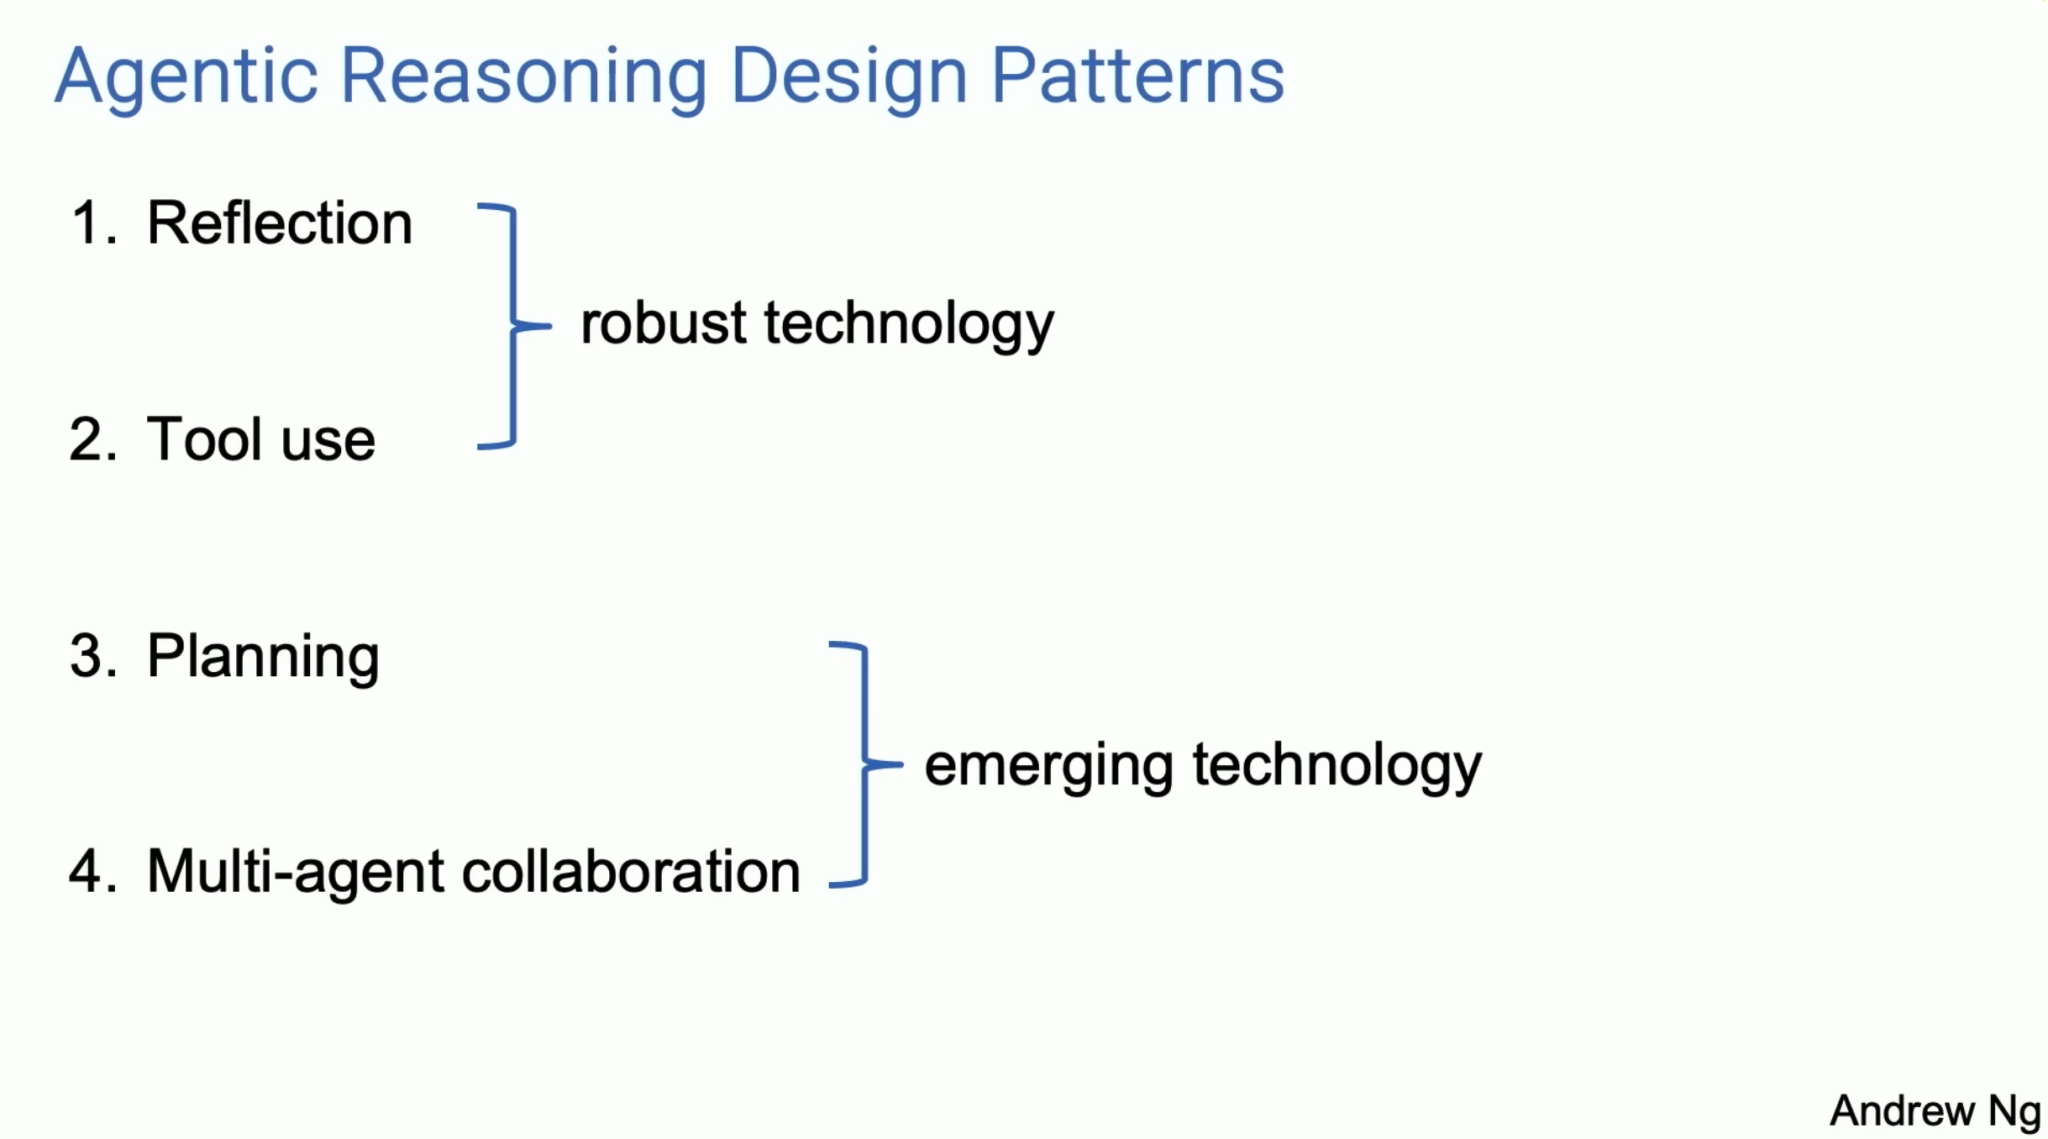 Agentic Reasoning Design Patterns
1. Reflection
robust technology
2. Tool use
3. Planning
emerging technology
4. Multi-agent collaboration
Andrew Ng